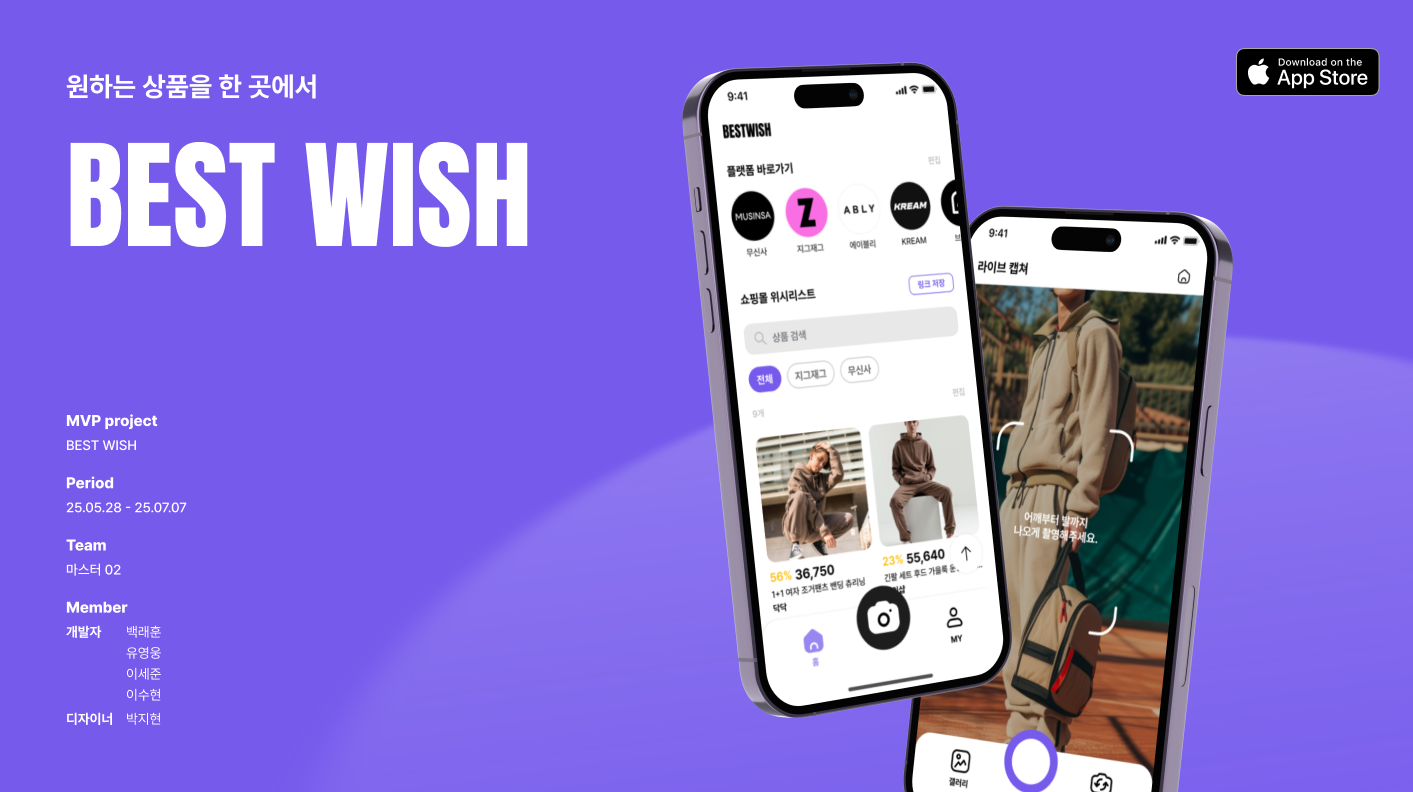 원하는 상품을 한 곳에서
BEST WISH
MVP project
BEST WISH
Period
25.05.28 - 25.07.07
Team
마스터 02
Member
개발자 백래훈
유영웅
이세준
이수현
디자이너 박지현
Download on the
App Store
9:41
BESTWISH
플랫폼 바로가기 편집
MUSINSA Z ABLY KREAM
무신사 지그재그 에이블리 KREAM 브
쇼핑몰 위시리스트 링크 저장
상품 검색
전체 지그재그 무신사
9개 편집
56% 36,750
1+1 여자 조거팬츠 밴딩 츄리닝
닥닥
23% 55,640
긴팔 세트 후드 가을룩
홈 MY
9:41
라이브 캡쳐
어깨부터 발까지
나오게 촬영해주세요.
갤러리